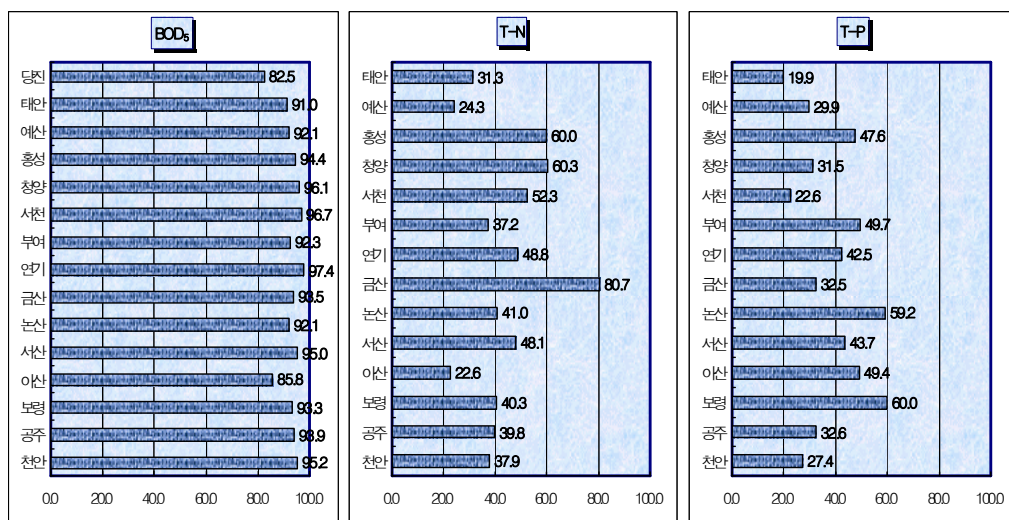 BOD₅
당진 82.5
태안 91.0
예산 92.1
홍성 94.4
청양 96.1
서천 96.7
부여 92.3
연기 97.4
금산 93.5
논산 92.1
서산 95.0
아산 85.8
보령 93.3
공주 93.9
천안 95.2
0.0 20.0 40.0 60.0 80.0 100.0
T-N
태안 31.3
예산 24.3
홍성 60.0
청양 60.3
서천 52.3
부여 37.2
연기 48.8
금산 80.7
논산 41.0
서산 48.1
아산 22.6
보령 40.3
공주 39.8
천안 37.9
0.0 20.0 40.0 60.0 80.0 100.0
T-P
태안 19.9
예산 29.9
홍성 47.6
청양 31.5
서천 22.6
부여 49.7
연기 42.5
금산 32.5
논산 59.2
서산 43.7
아산 49.4
보령 60.0
공주 32.6
천안 27.4
0.0 20.0 40.0 60.0 80.0 100.0